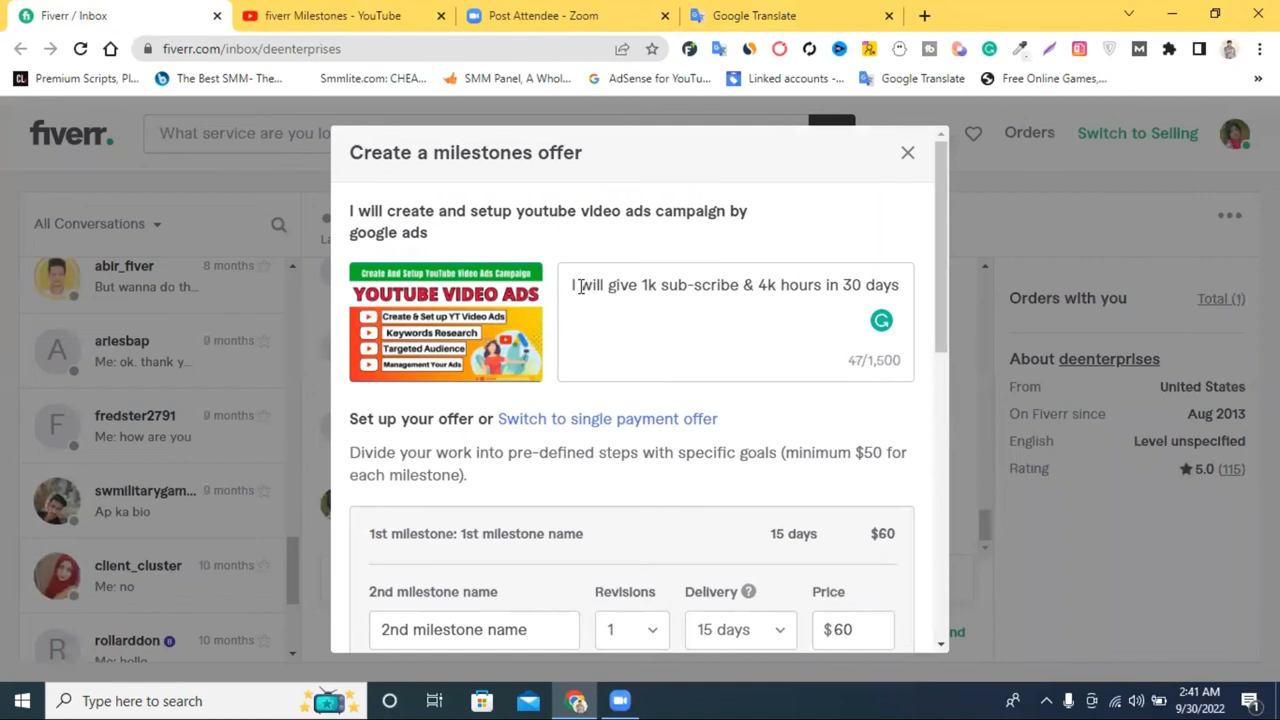 Fiverr / Inbox
fiverr Milestones - YouTube
Post Attendee - Zoom
Google Translate
fiverr.com/inbox/deenterprises
Premium Scripts, Pl...
The Best SMM- The...
Smmlite.com: CHEA...
SMM Panel, A Whol...
AdSense for YouTu...
Linked accounts -...
Google Translate
Free Online Games,...
fiverr.
What service are you lo
Orders
Switch to Selling
All Conversations
abir_fiver
8 months
But wanna do th...
arlesbap
9 months
Me: ok. thank y...
fredster2791
9 months
Me: how are you
swmilitarygam...
9 months
Ap ka bio
client_cluster
10 months
Me: no
rollarddon
10 months
Me: hello
Create a milestones offer
I will create and setup youtube video ads campaign by
google ads
Create And Setup YouTube Video Ads Campaign
YOUTUBE VIDEO ADS
Create & Set up YT Video Ads
Keywords Research
Targeted Audience
Management Your Ads
I will give 1k sub-scribe & 4k hours in 30 days
47/1,500
Set up your offer or Switch to single payment offer
Divide your work into pre-defined steps with specific goals (minimum $50 for
each milestone).
1st milestone: 1st milestone name 15 days $60
2nd milestone name Revisions Delivery Price
2nd milestone name 1 15 days $60
Orders with you Total (1)
About deenterprises
From United States
On Fiverr since Aug 2013
English Level unspecified
Rating 5.0 (115)
nd
Type here to search
2:41 AM
9/30/2022